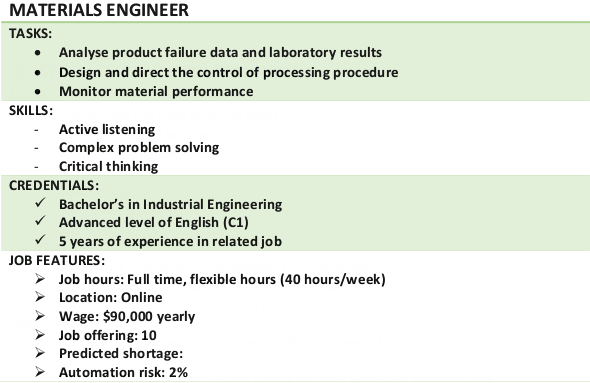 MATERIALS ENGINEER
TASKS:
• Analyse product failure data and laboratory results
• Design and direct the control of processing procedure
• Monitor material performance
SKILLS:
- Active listening
- Complex problem solving
- Critical thinking
CREDENTIALS:
✓ Bachelor’s in Industrial Engineering
✓ Advanced level of English (C1)
✓ 5 years of experience in related job
JOB FEATURES:
➢ Job hours: Full time, flexible hours (40 hours/week)
➢ Location: Online
➢ Wage: $90,000 yearly
➢ Job offering: 10
➢ Predicted shortage:
➢ Automation risk: 2%